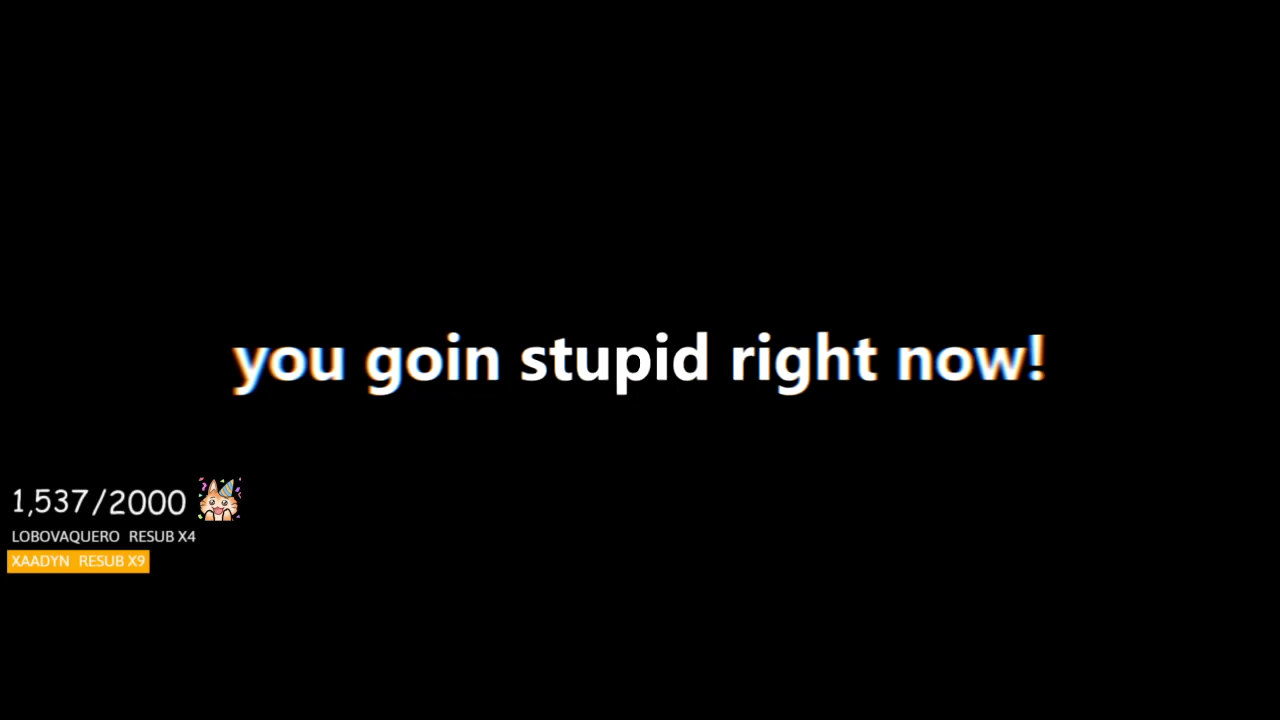 you goin stupid right now!
1,537/2000
LOBOVAQUERO RESUB X4
XAADYN RESUB X9